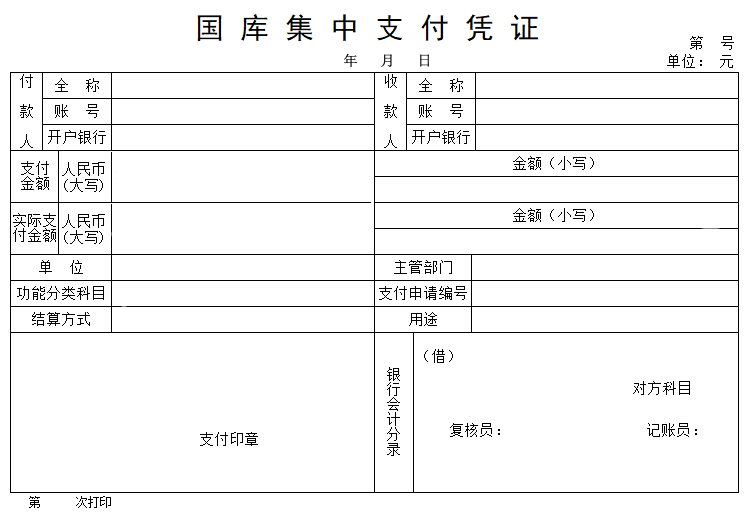 国库集中支付凭证
第 号
年 月 日
单位： 元
付款人 全 称 收款人 全 称
账 号 账 号
开户银行 开户银行
支付金额 人民币(大写) 金额（小写）
实际支付金额 人民币(大写) 金额（小写）
单 位 主管部门
功能分类科目 支付申请编号
结算方式 用途
支付印章
银行会计分录
（借）
对方科目
复核员： 记账员：
第 次打印